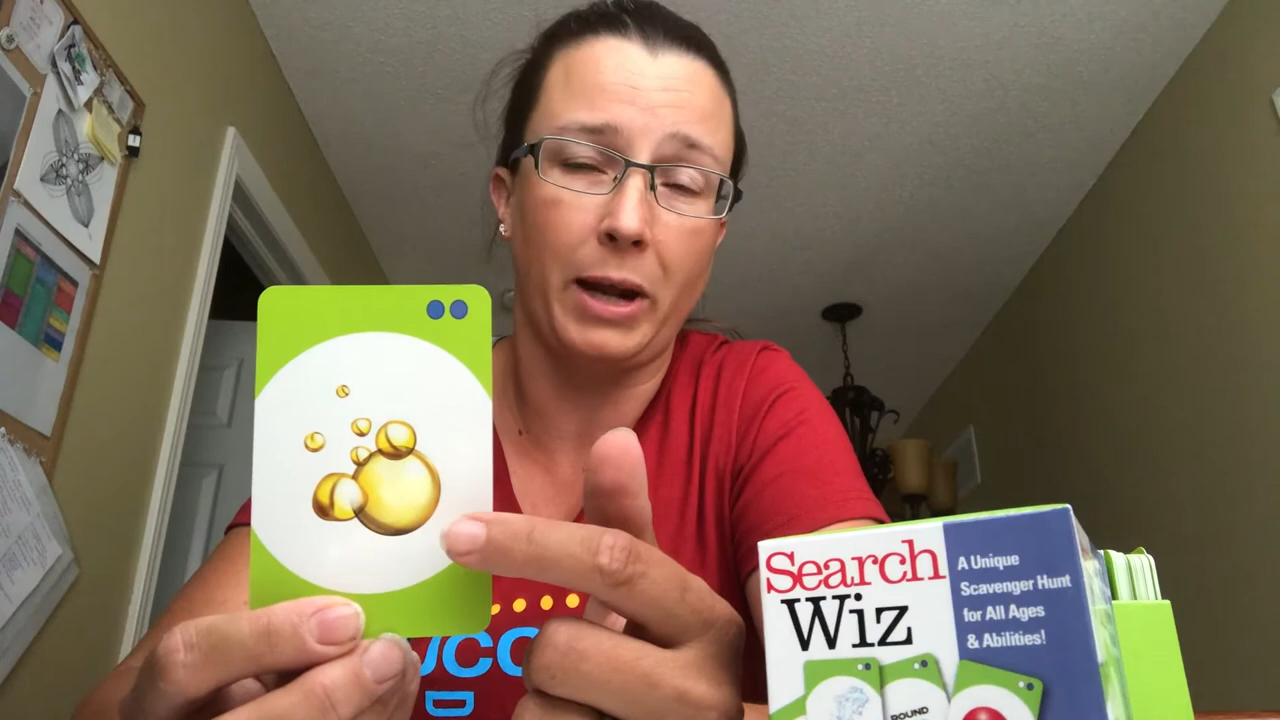 Search
Wiz
A Unique
Scavenger Hunt
for All Ages
& Abilities!
ROUND